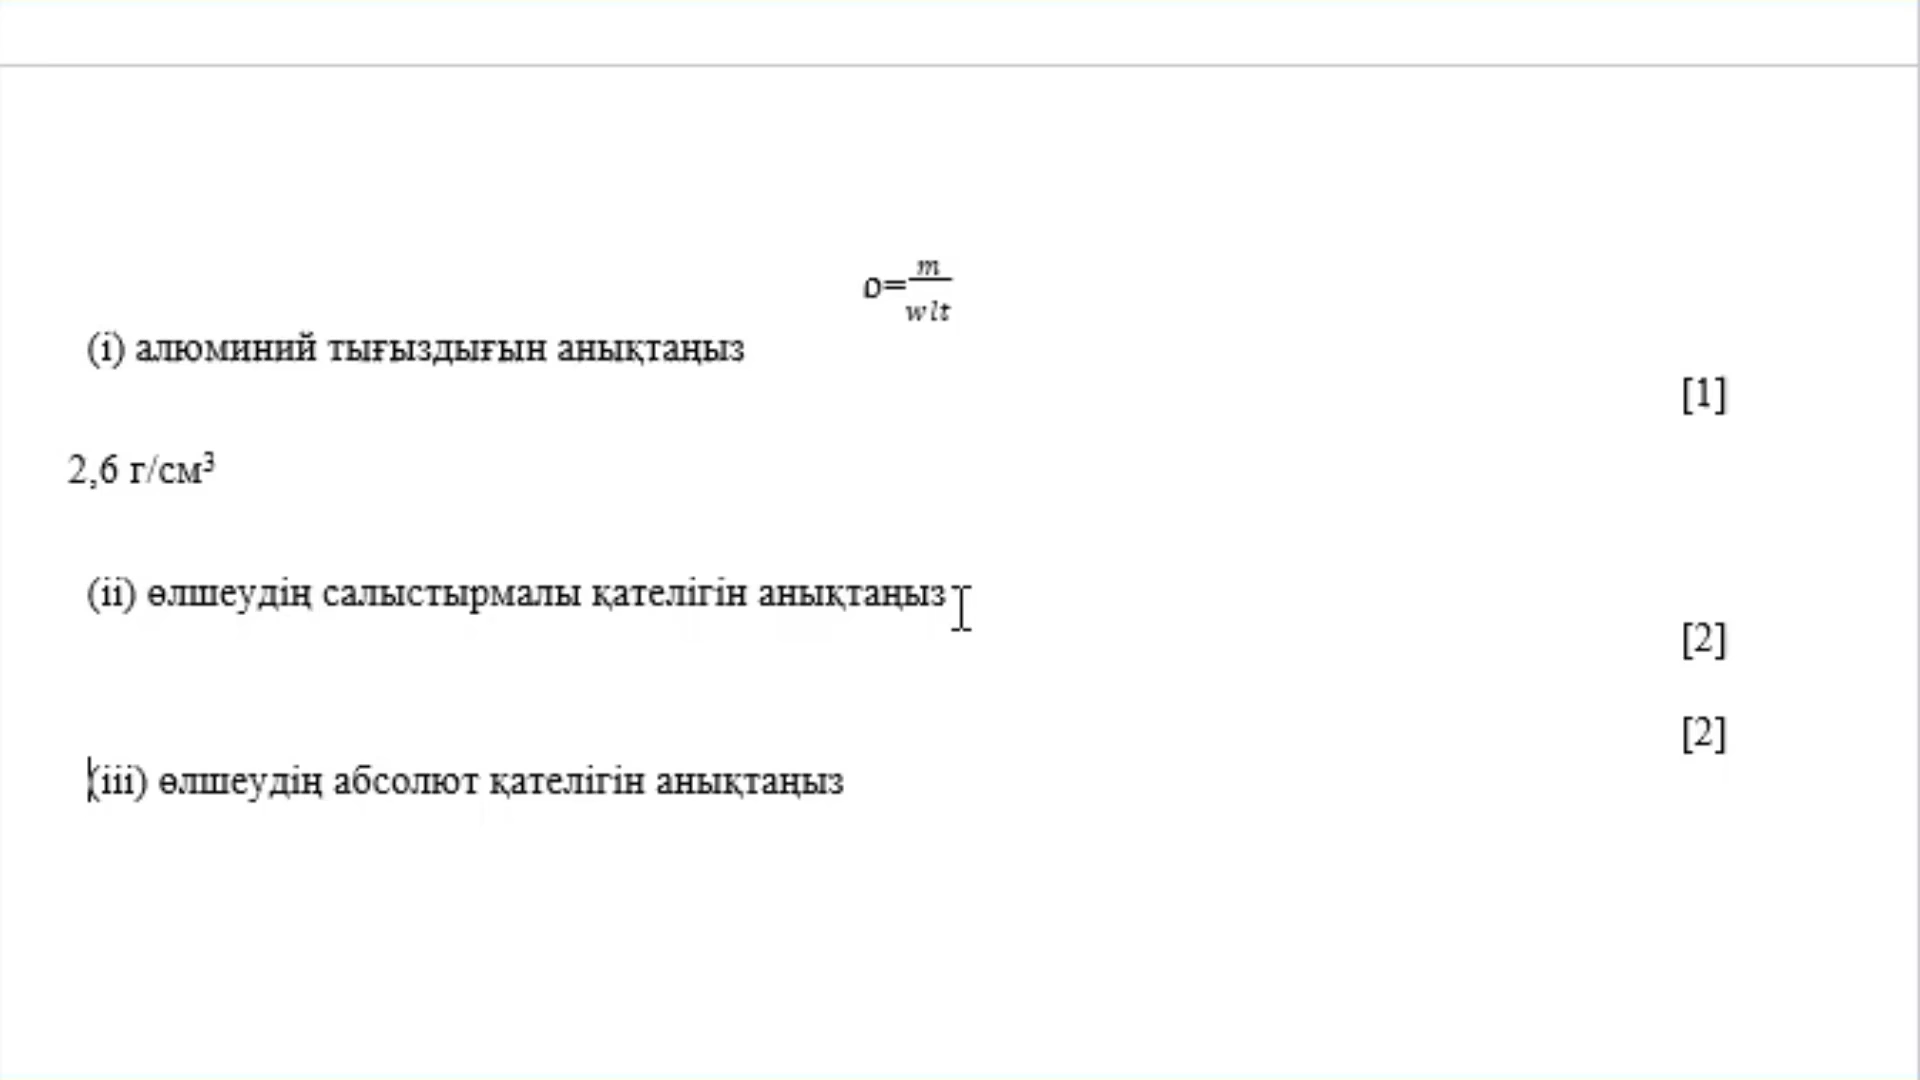 ρ=m/wlt
(i) алюминий тығыздығын анықтаңыз
[1]
2,6 г/см³
(ii) өлшеудің салыстырмалы қателігін анықтаңыз
[2]
[2]
(iii) өлшеудің абсолют қателігін анықтаңыз